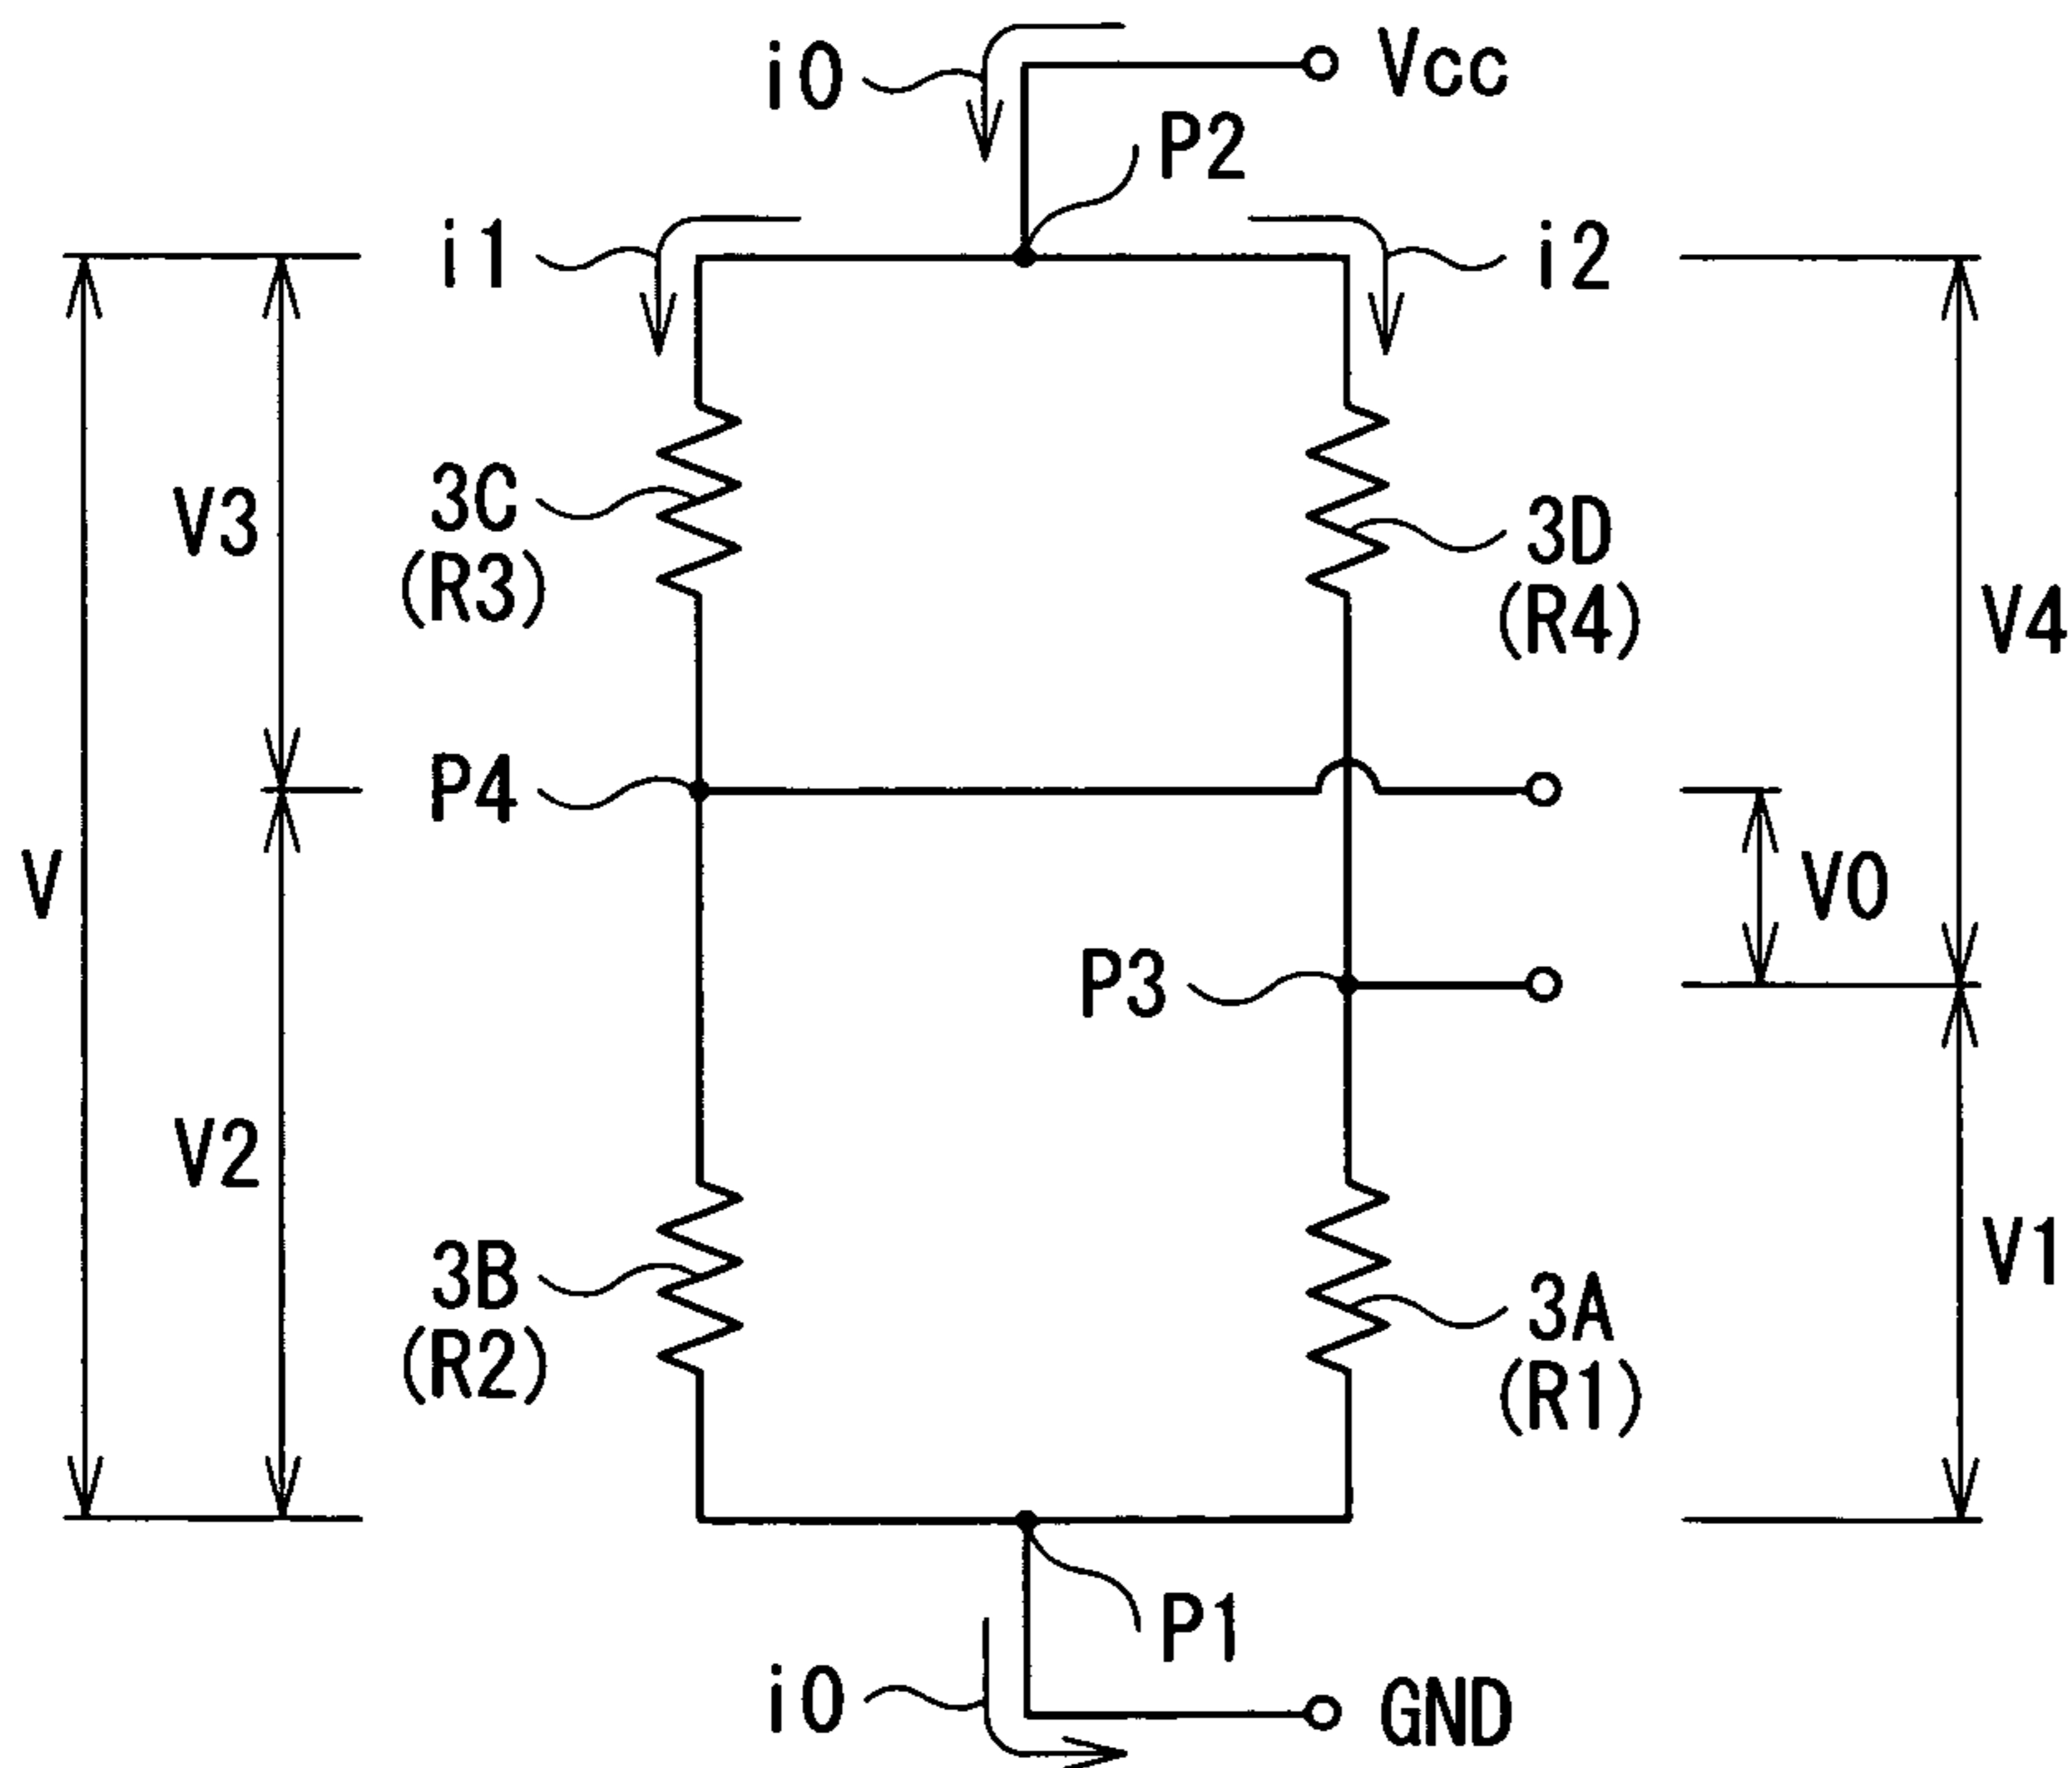 i0
Vcc
P2
i1
i2
V3
3C
(R3)
3D
(R4)
V4
P4
V
V0
P3
V2
3B
(R2)
3A
(R1)
V1
P1
i0
GND